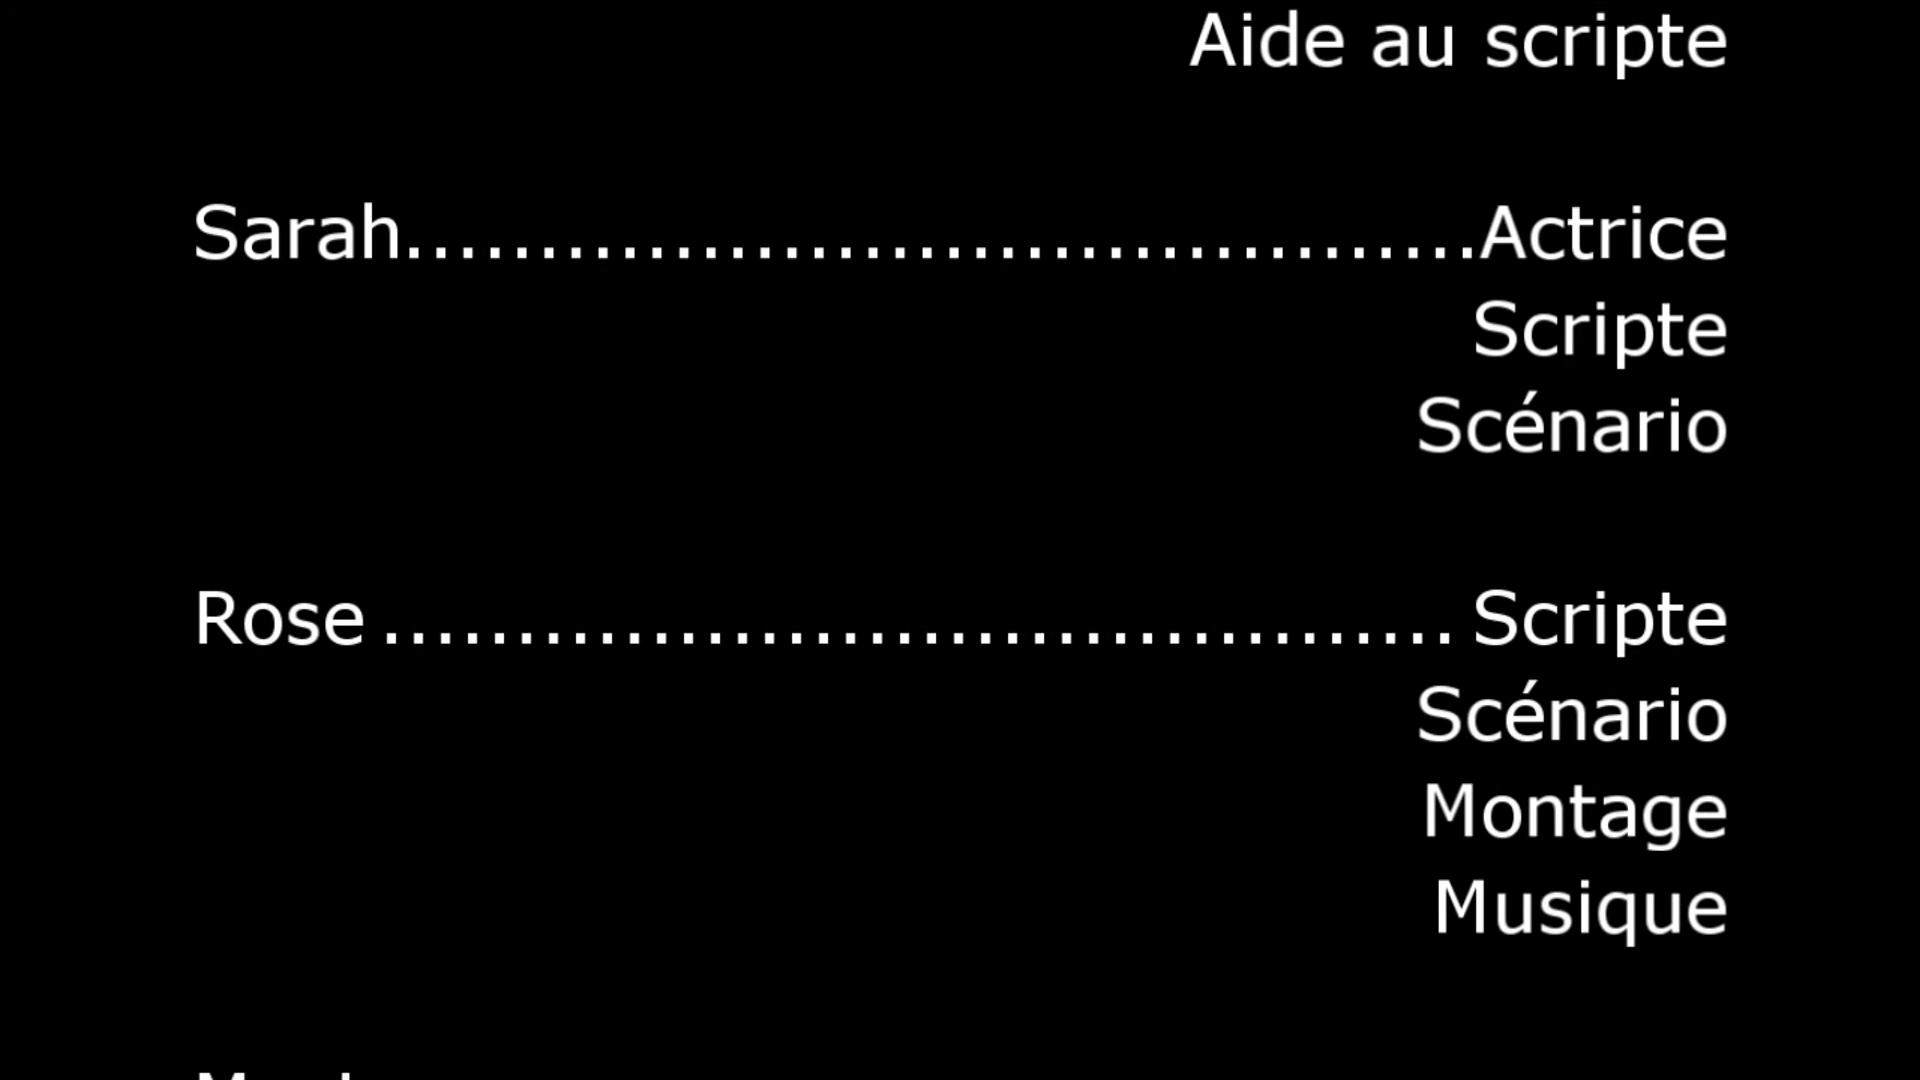 Aide au scripte
Sarah........................................Actrice
Scripte
Scénario
Rose ........................................ Scripte
Scénario
Montage
Musique